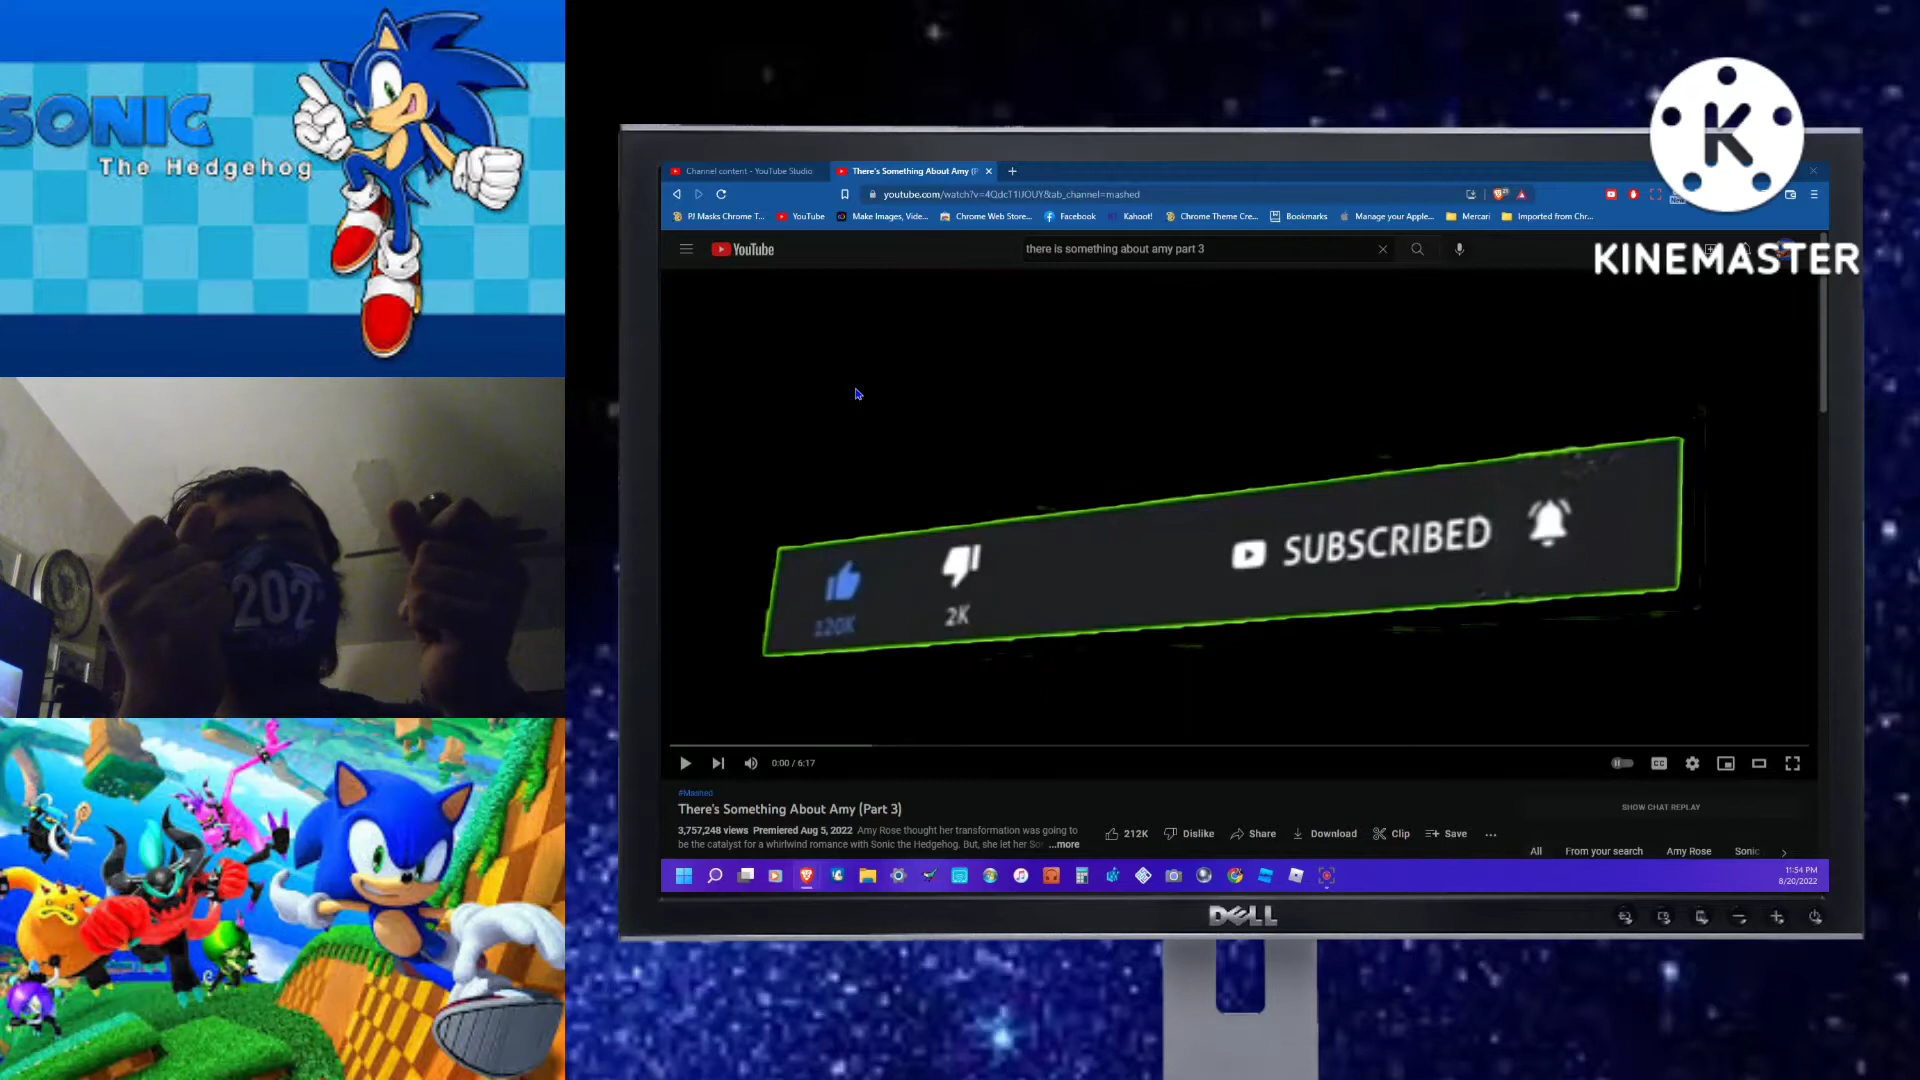 SONIC
The Hedgehog
202
KINEMASTER
Channel content - YouTube Studio
There's Something About Amy (P
youtube.com/watch?v=4QdcT1IJOUY&ab_channel=mashed
PJ Masks Chrome T...
YouTube
Make Images, Vide...
Chrome Web Store...
Facebook
Kahoot!
Chrome Theme Cre...
Bookmarks
Manage your Apple...
Mercari
Imported from Chr...
YouTube
there is something about amy part 3
120K
2K
SUBSCRIBED
0:00 / 6:17
CC
#Mashed
There's Something About Amy (Part 3)
3,757,248 views Premiered Aug 5, 2022 Amy Rose thought her transformation was going to
be the catalyst for a whirlwind romance with Sonic the Hedgehog. But, she let her Son ...more
212K
Dislike
Share
Download
Clip
Save
SHOW CHAT REPLAY
All
From your search
Amy Rose
Sonic
11:54 PM
8/20/2022
DELL